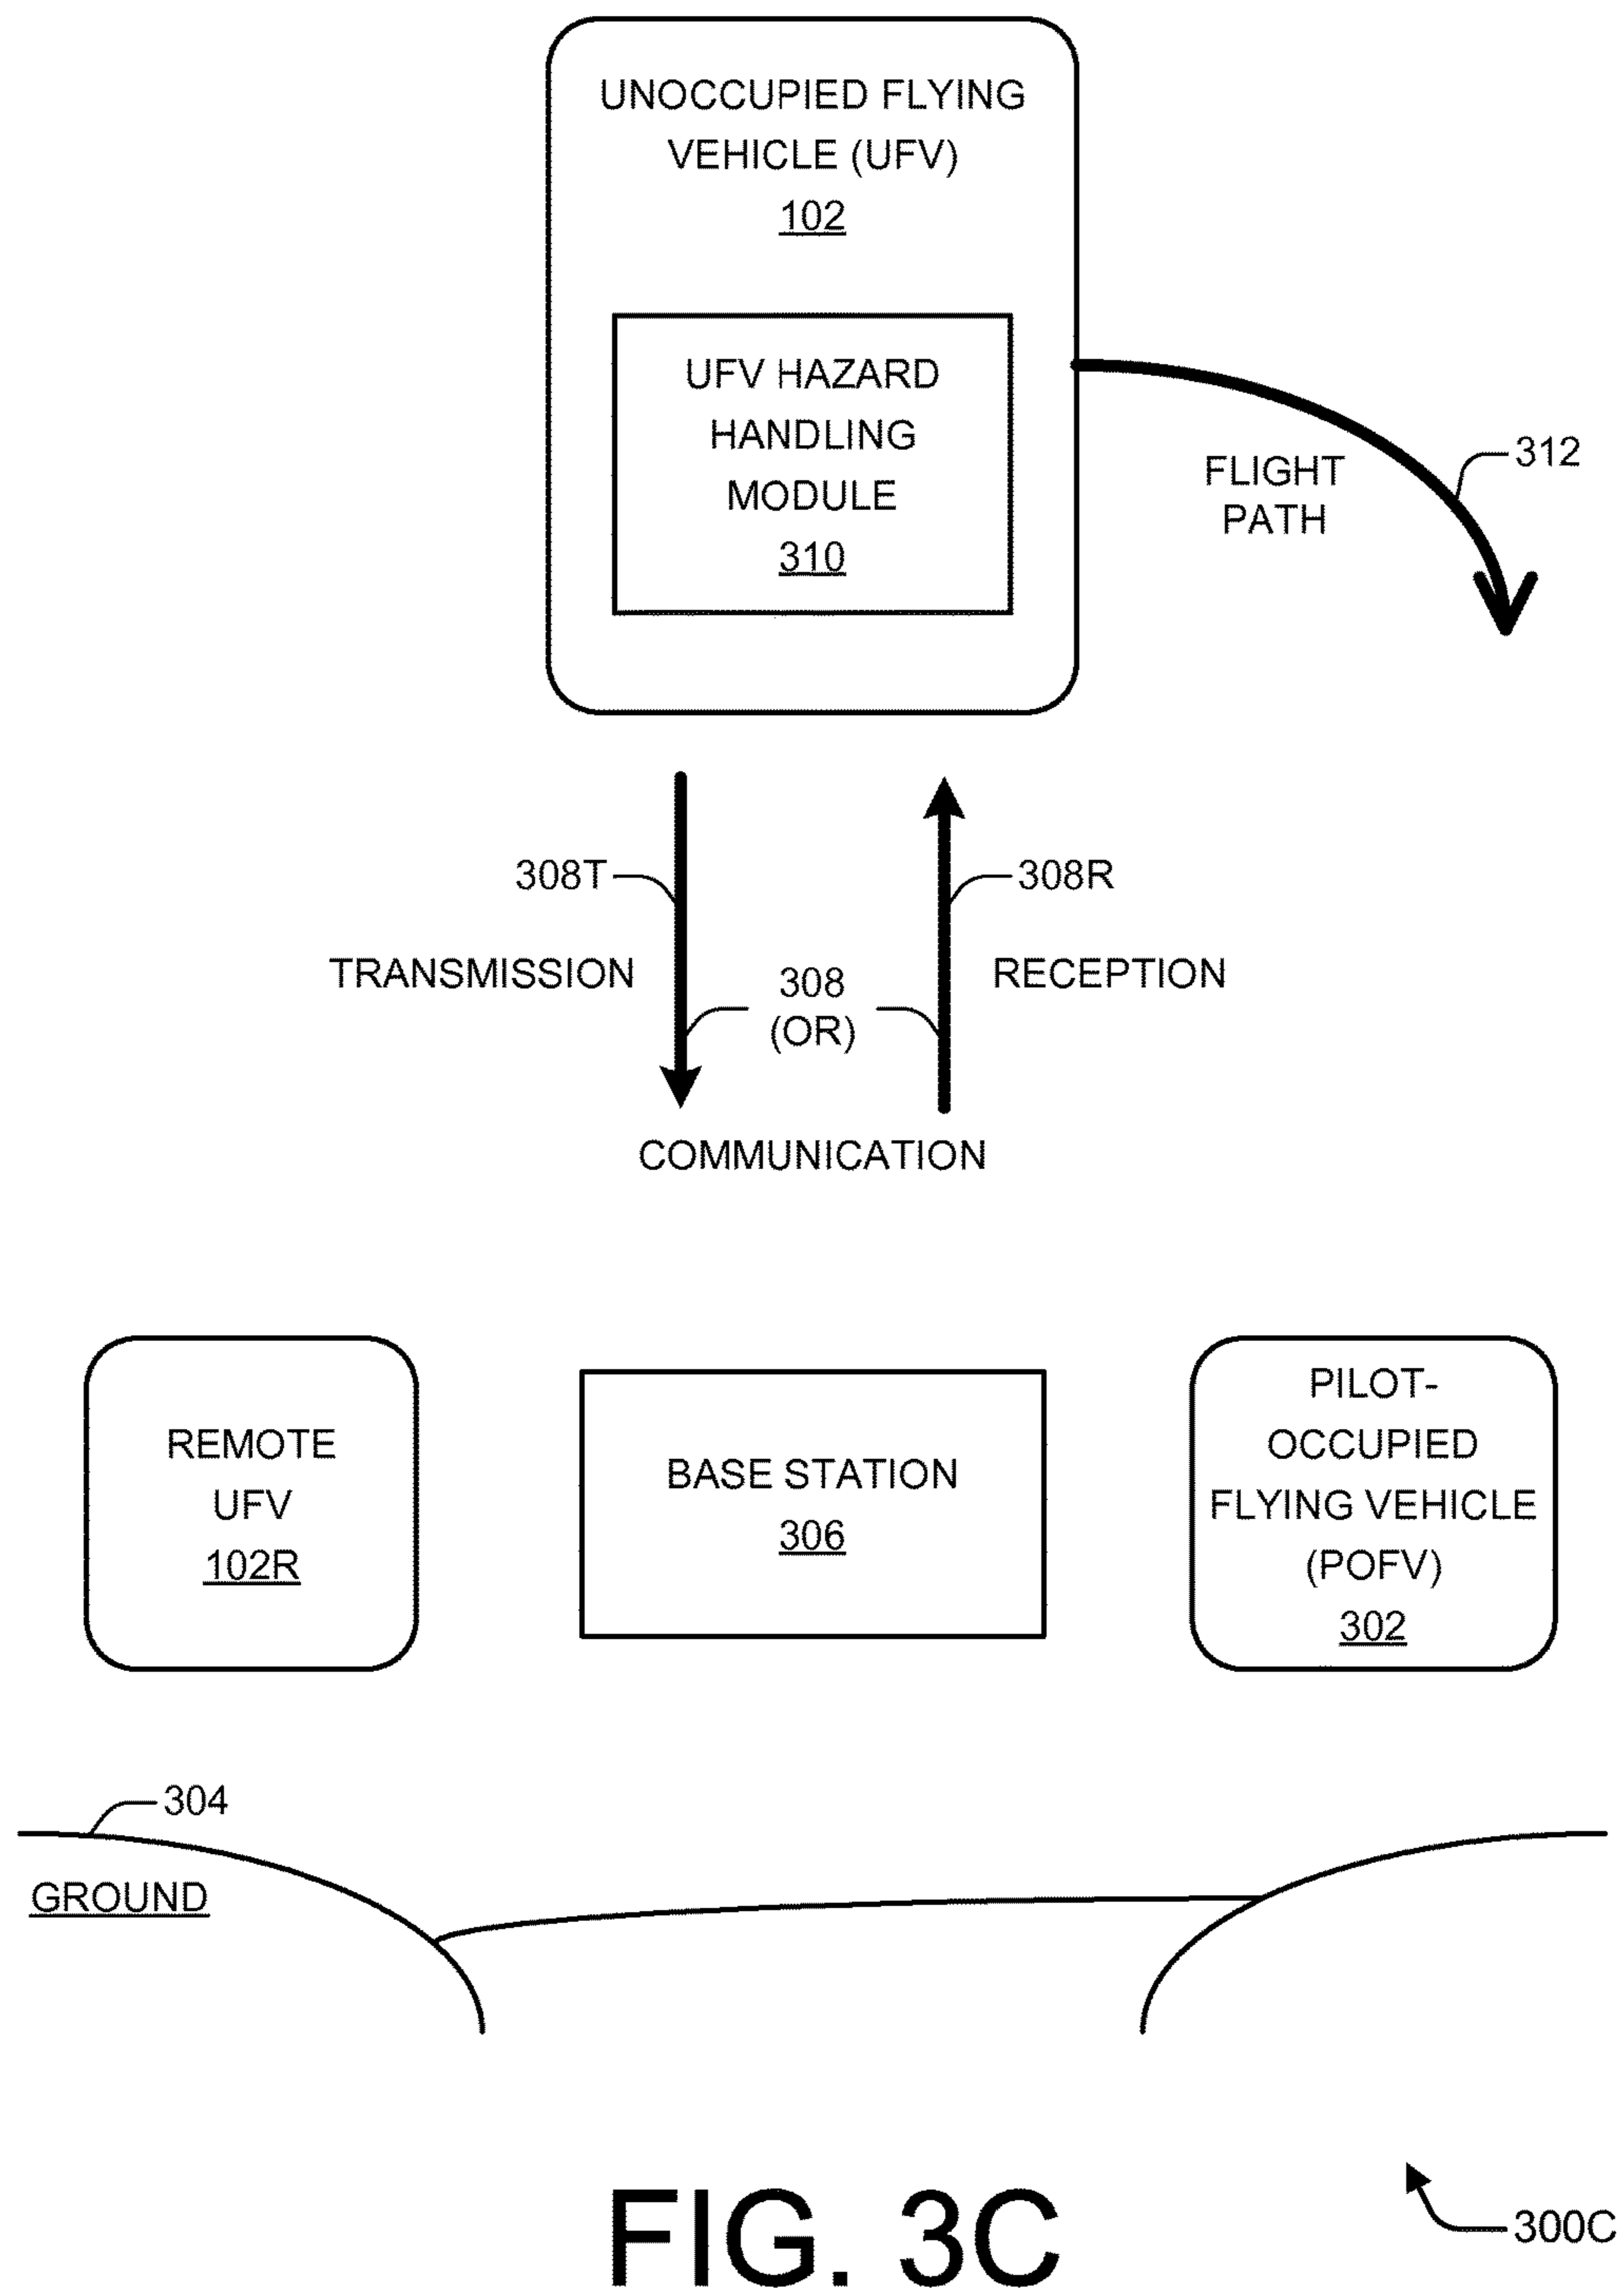 UNOCCUPIED FLYING
VEHICLE (UFV)
102
UFV HAZARD
HANDLING
MODULE
310
312
FLIGHT
PATH
308T
308R
TRANSMISSION
308
(OR)
RECEPTION
COMMUNICATION
REMOTE
UFV
102R
BASE STATION
306
PILOT-
OCCUPIED
FLYING VEHICLE
(POFV)
302
304
GROUND
300C
FIG. 3C